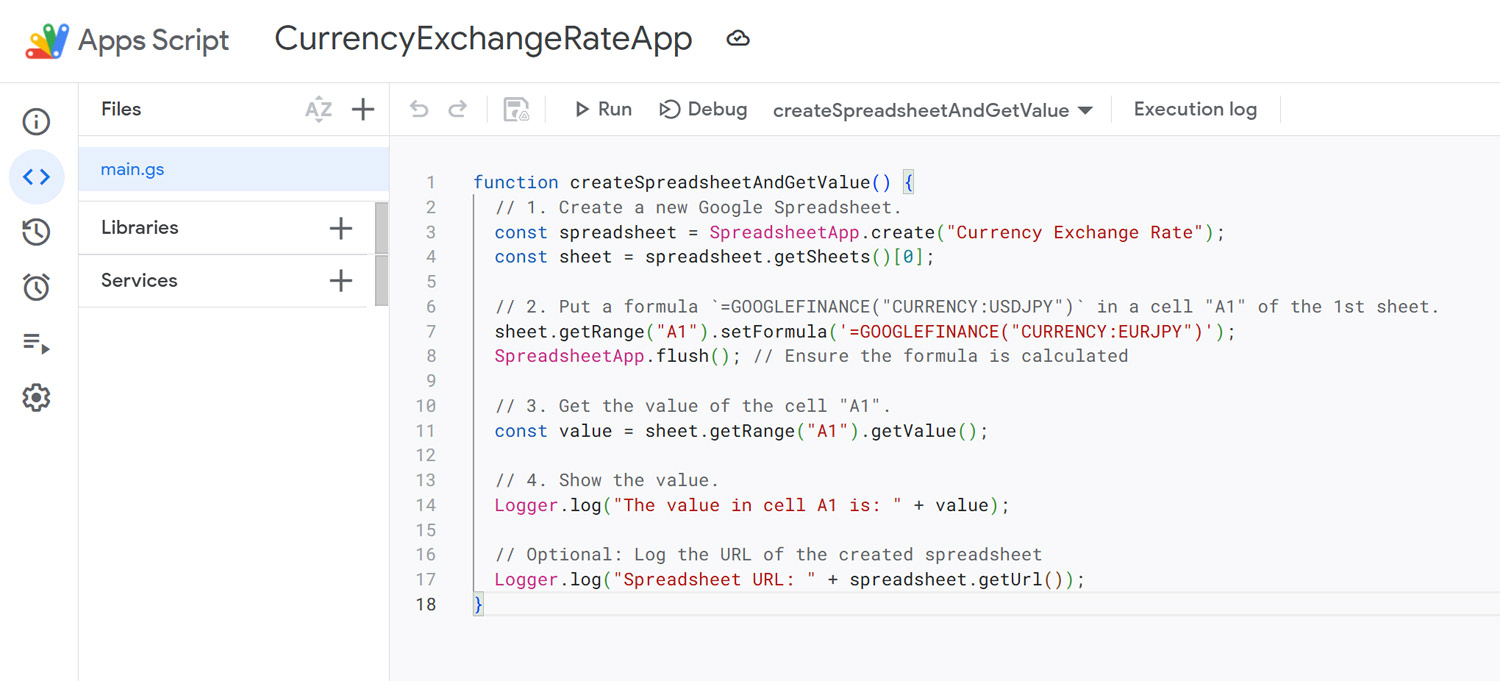 Apps Script CurrencyExchangeRateApp
Files
main.gs
Libraries
Services
Run Debug createSpreadsheetAndGetValue Execution log
1 function createSpreadsheetAndGetValue() {
2 // 1. Create a new Google Spreadsheet.
3 const spreadsheet = SpreadsheetApp.create("Currency Exchange Rate");
4 const sheet = spreadsheet.getSheets()[0];
5
6 // 2. Put a formula `=GOOGLEFINANCE("CURRENCY:USDJPY")` in a cell "A1" of the 1st sheet.
7 sheet.getRange("A1").setFormula('=GOOGLEFINANCE("CURRENCY:EURJPY")');
8 SpreadsheetApp.flush(); // Ensure the formula is calculated
9
10 // 3. Get the value of the cell "A1".
11 const value = sheet.getRange("A1").getValue();
12
13 // 4. Show the value.
14 Logger.log("The value in cell A1 is: " + value);
15
16 // Optional: Log the URL of the created spreadsheet
17 Logger.log("Spreadsheet URL: " + spreadsheet.getUrl());
18 }